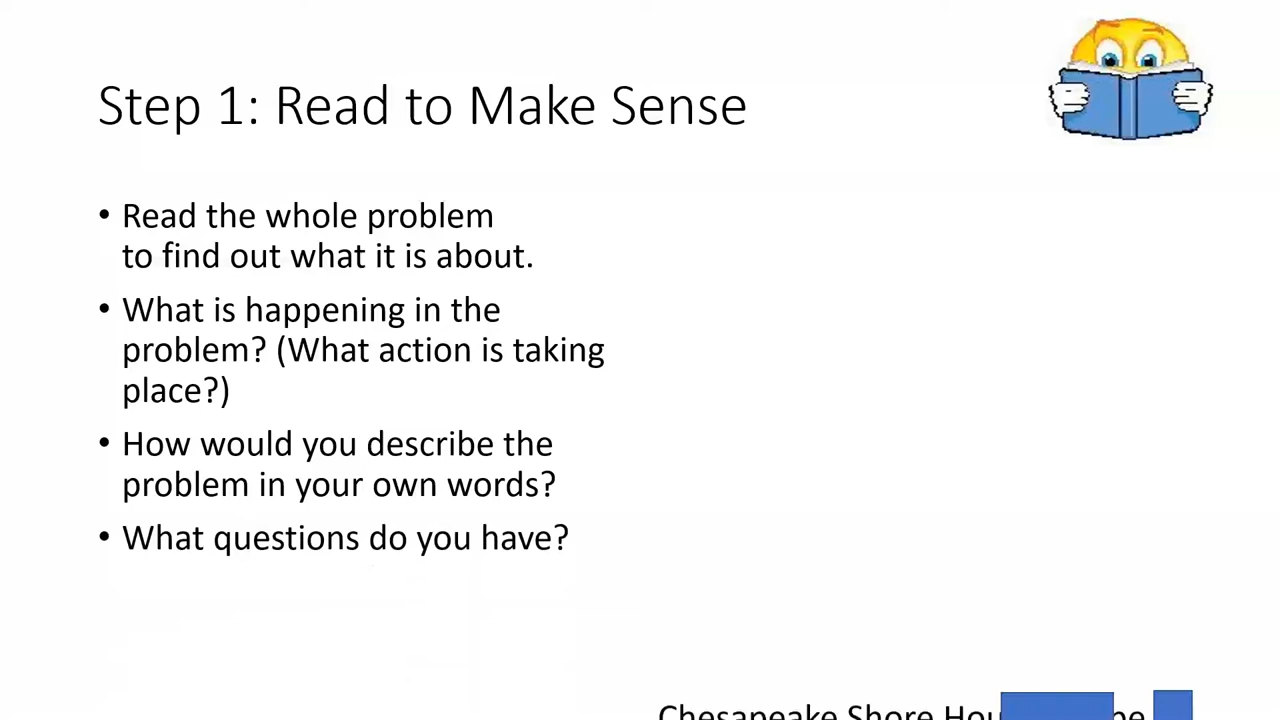 Step 1: Read to Make Sense
• Read the whole problem
to find out what it is about.
• What is happening in the
problem? (What action is taking
place?)
• How would you describe the
problem in your own words?
• What questions do you have?
Chesapeake Shore